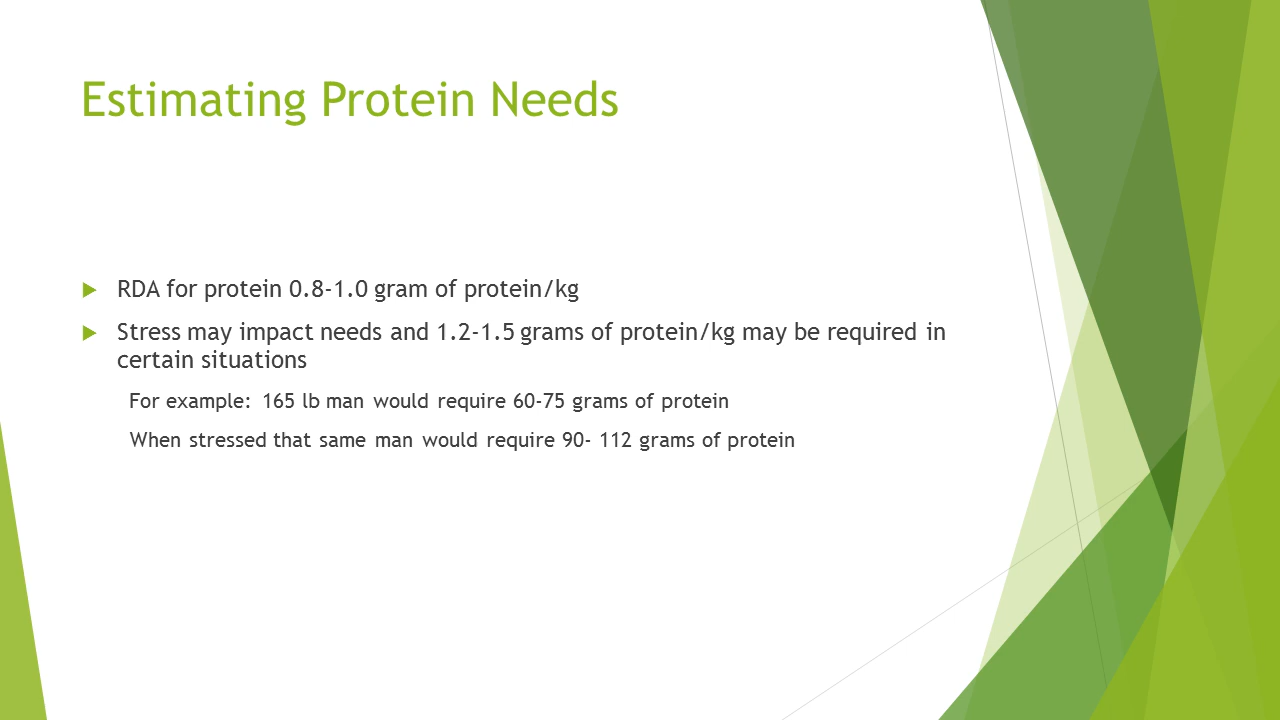 Estimating Protein Needs
RDA for protein 0.8-1.0 gram of protein/kg
Stress may impact needs and 1.2-1.5 grams of protein/kg may be required in
certain situations
For example: 165 lb man would require 60-75 grams of protein
When stressed that same man would require 90- 112 grams of protein